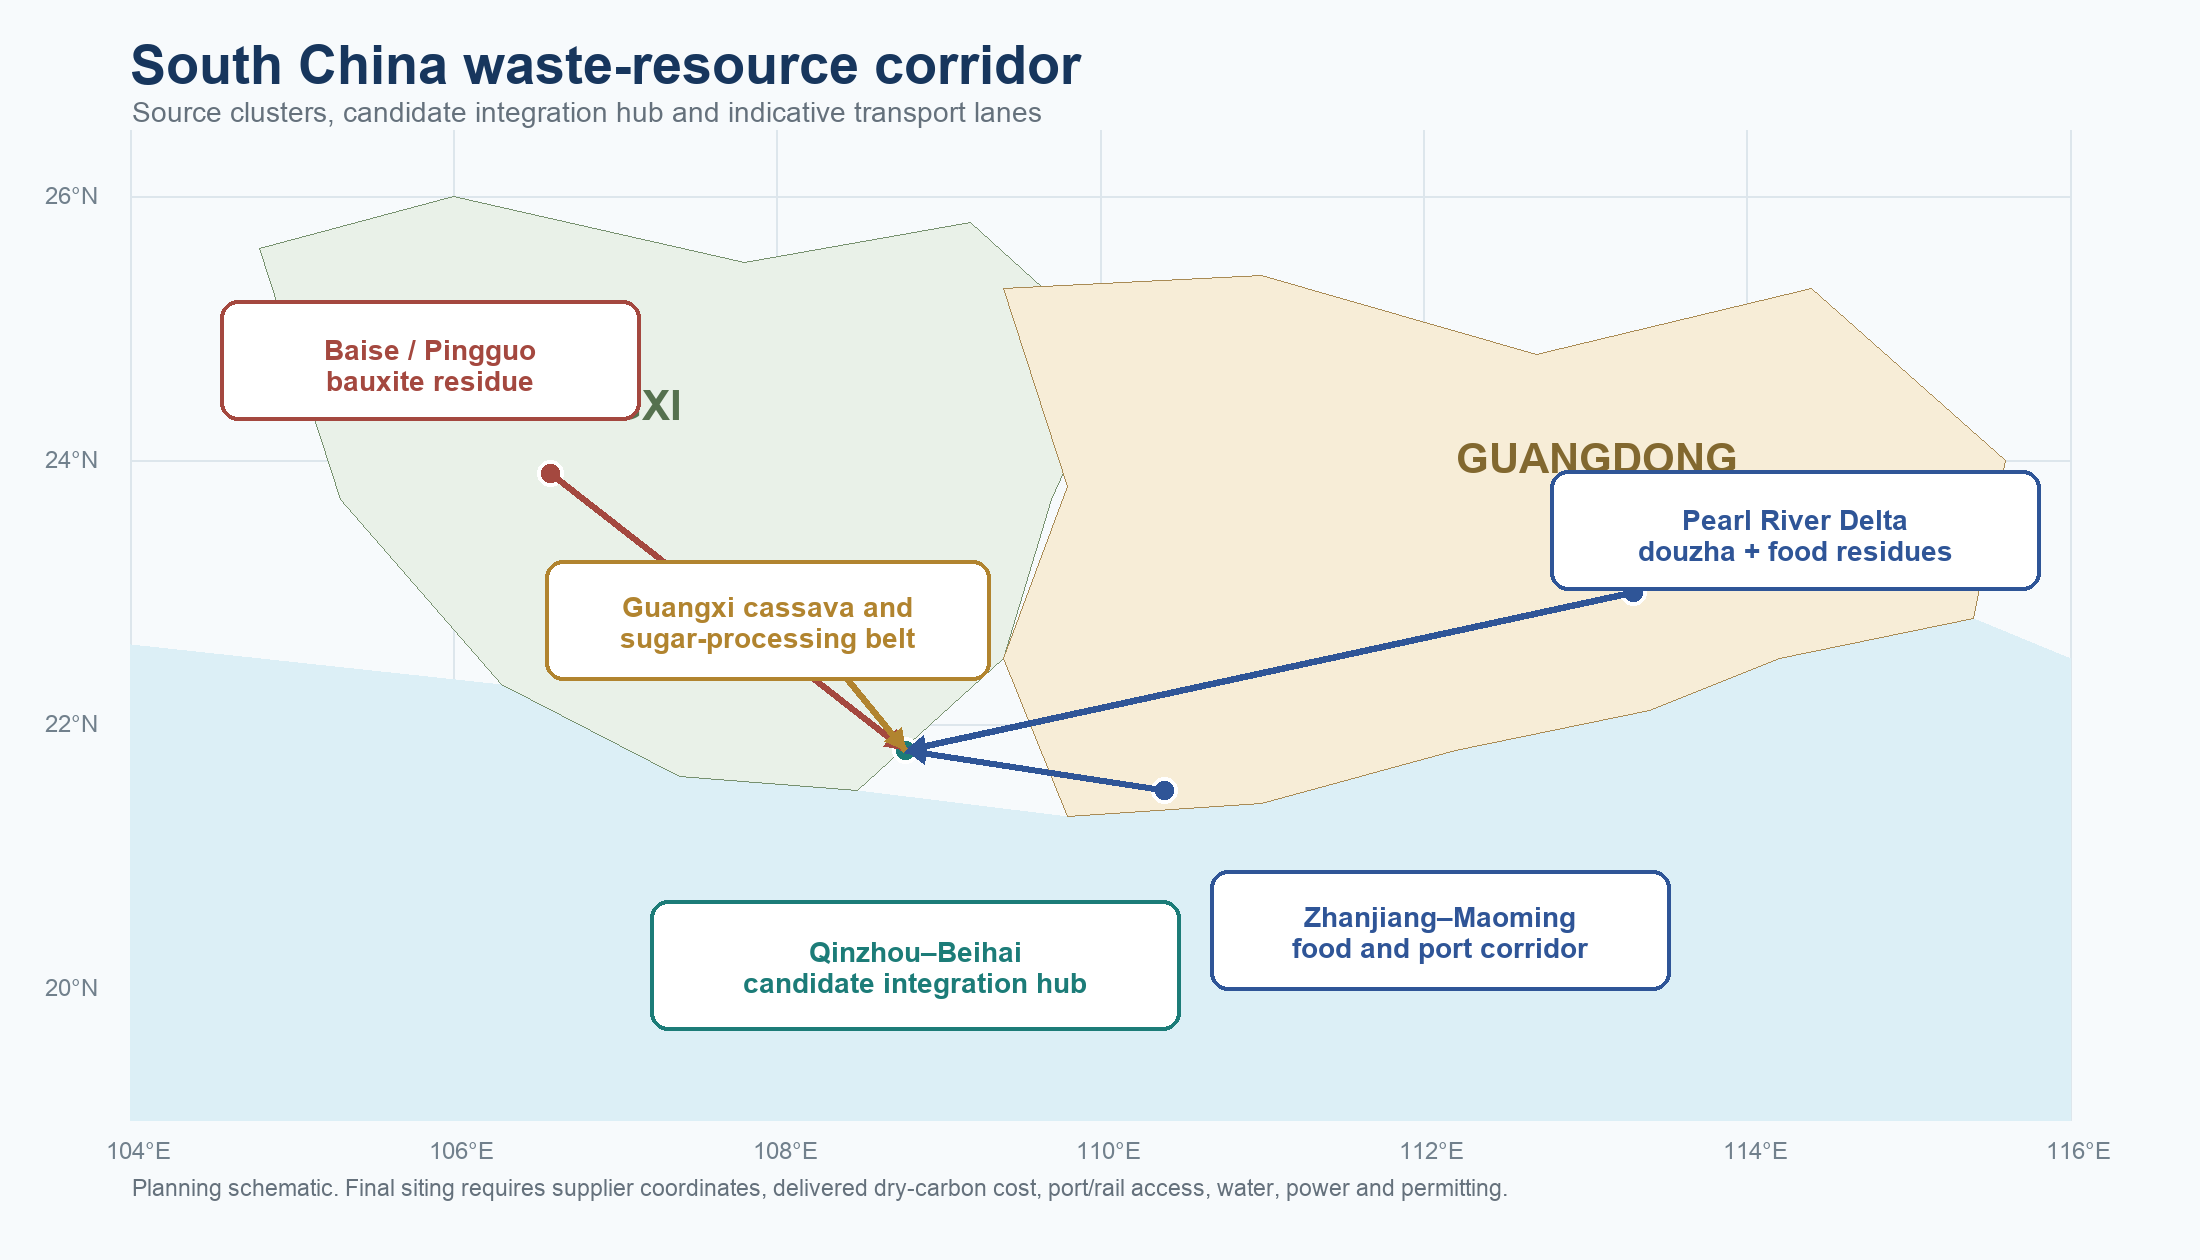 South China waste-resource corridor
Source clusters, candidate integration hub and indicative transport lanes
26°N
Baise / Pingguo
bauxite residue
XI
24°N
GUANGDONG
Pearl River Delta
douzha + food residues
Guangxi cassava and
sugar-processing belt
22°N
Zhanjiang–Maoming
food and port corridor
Qinzhou–Beihai
candidate integration hub
20°N
104°E
106°E
108°E
110°E
112°E
114°E
116°E
Planning schematic. Final siting requires supplier coordinates, delivered dry-carbon cost, port/rail access, water, power and permitting.